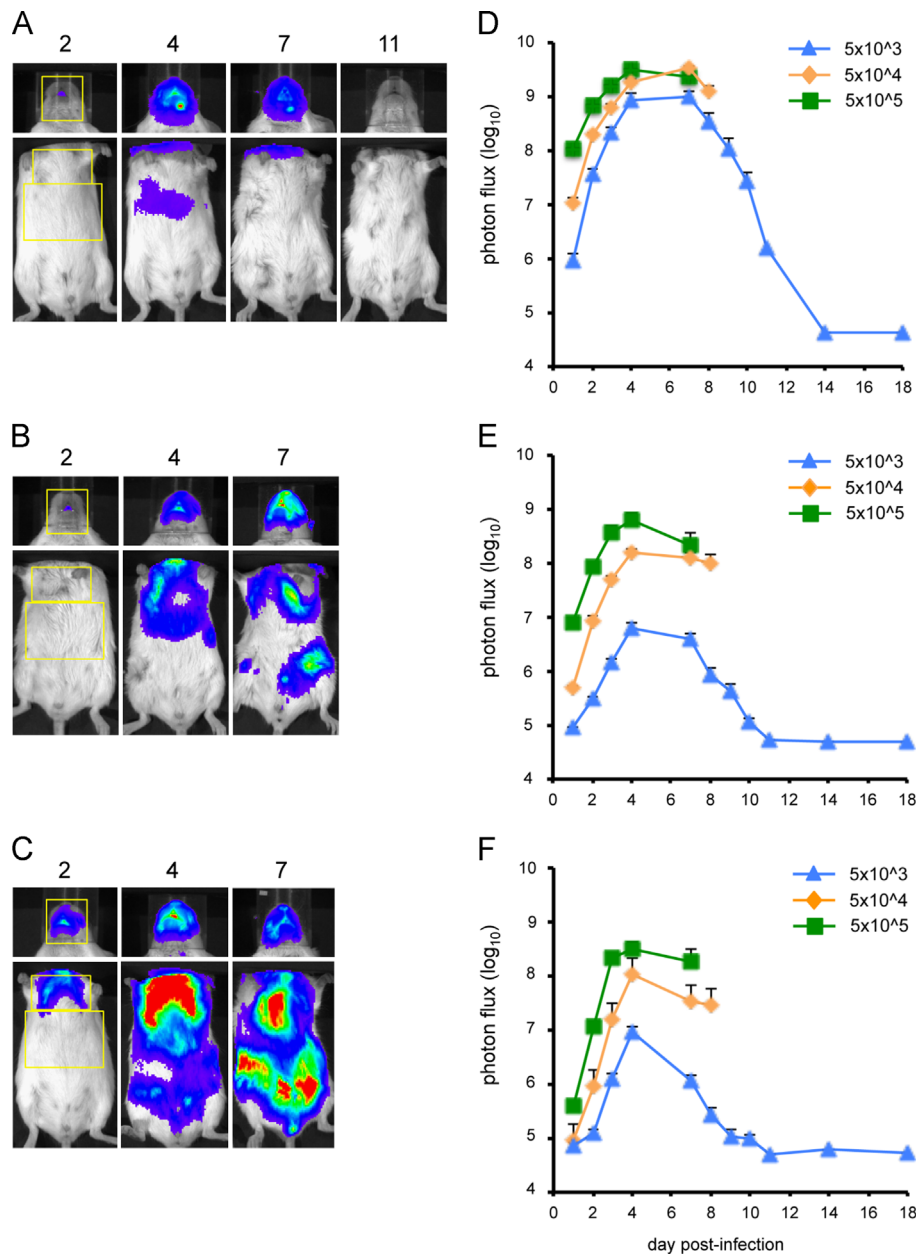 A
2 4 7 11
B
2 4 7
C
2 4 7
D
photon flux (log10)
10
9
8
7
6
5
4
0 2 4 6 8 10 12 14 16 18
5x10^3
5x10^4
5x10^5
E
photon flux (log10)
10
9
8
7
6
5
4
0 2 4 6 8 10 12 14 16 18
5x10^3
5x10^4
5x10^5
F
photon flux (log10)
10
9
8
7
6
5
4
0 2 4 6 8 10 12 14 16 18
5x10^3
5x10^4
5x10^5
day post-infection